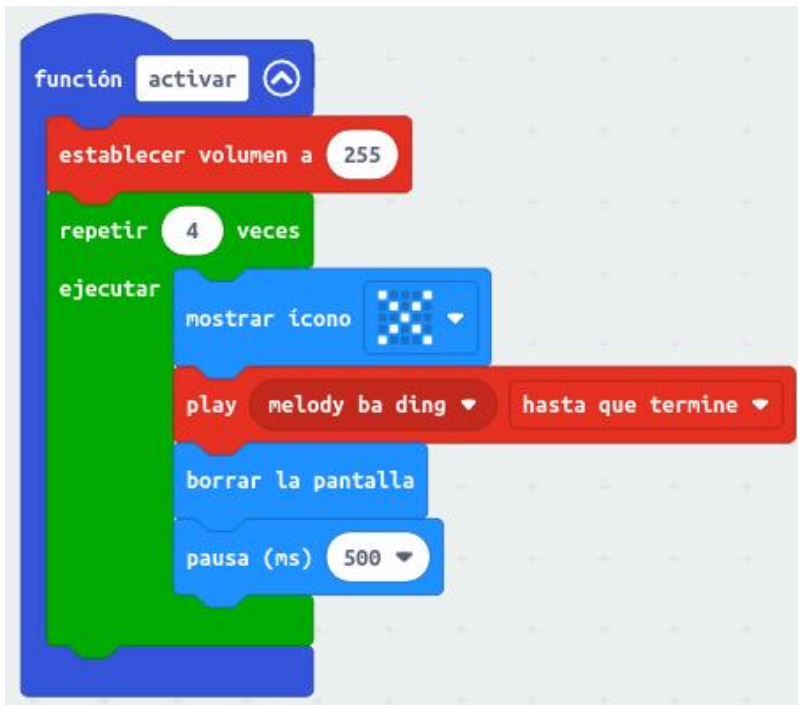 función activar
establecer volumen a 255
repetir 4 veces
ejecutar
mostrar ícono
play melody ba ding hasta que termine
borrar la pantalla
pausa (ms) 500